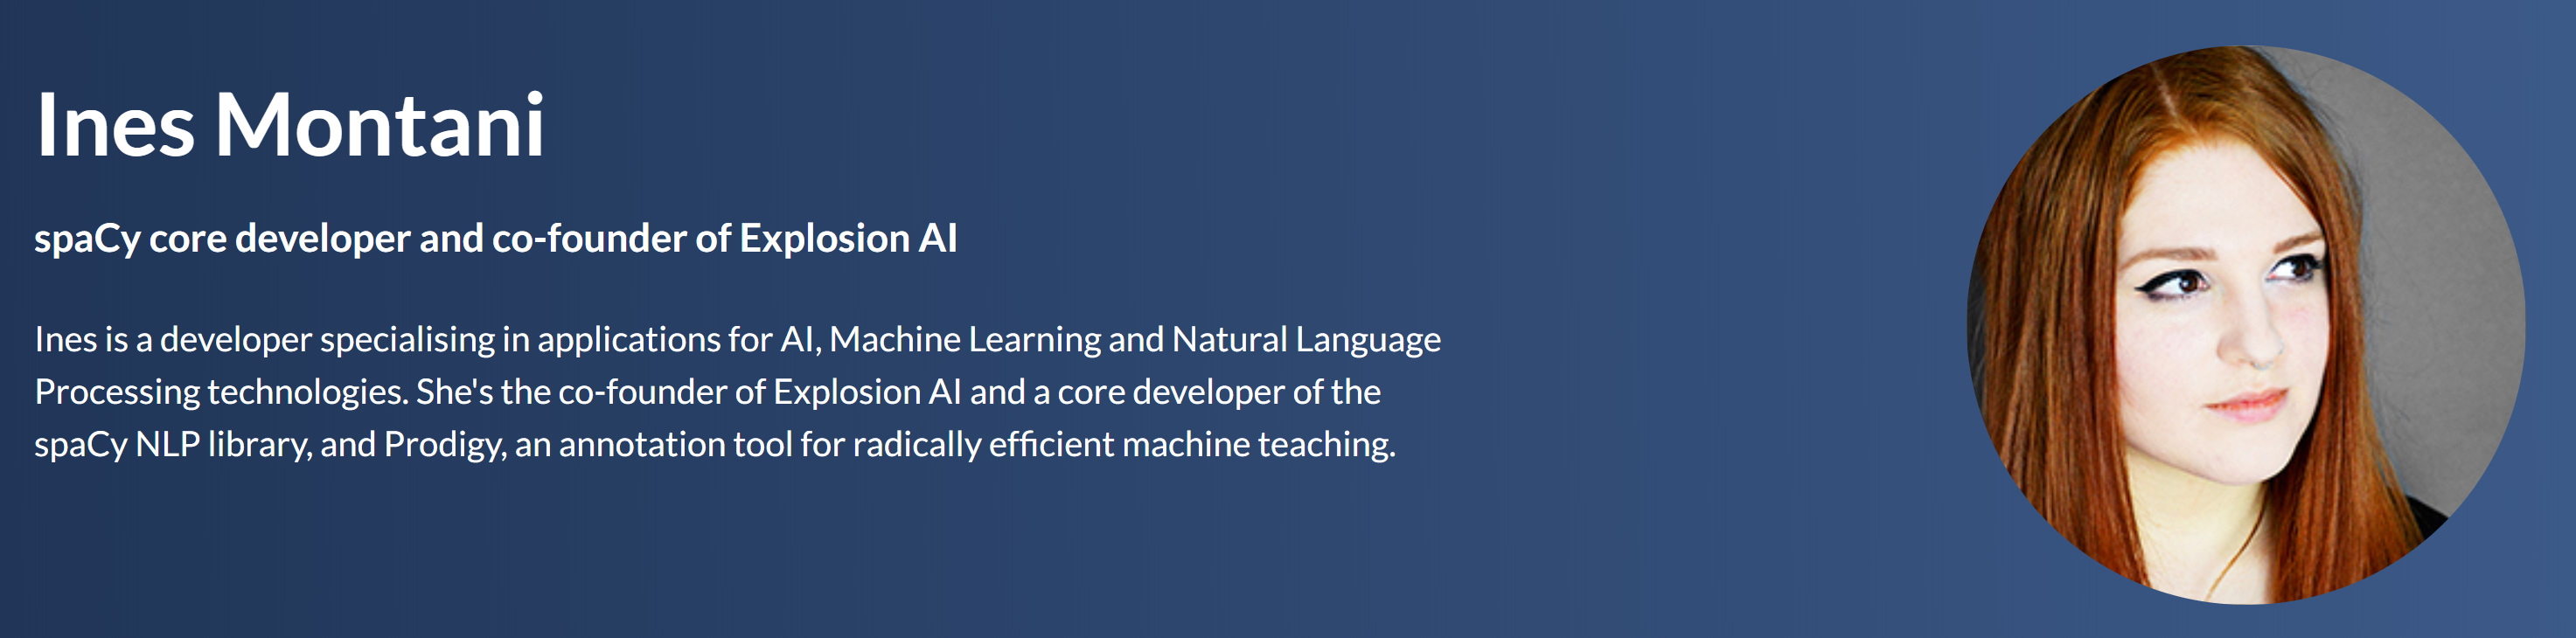 Ines Montani
spaCy core developer and co-founder of Explosion AI
Ines is a developer specialising in applications for AI, Machine Learning and Natural Language
Processing technologies. She's the co-founder of Explosion AI and a core developer of the
spaCy NLP library, and Prodigy, an annotation tool for radically efficient machine teaching.